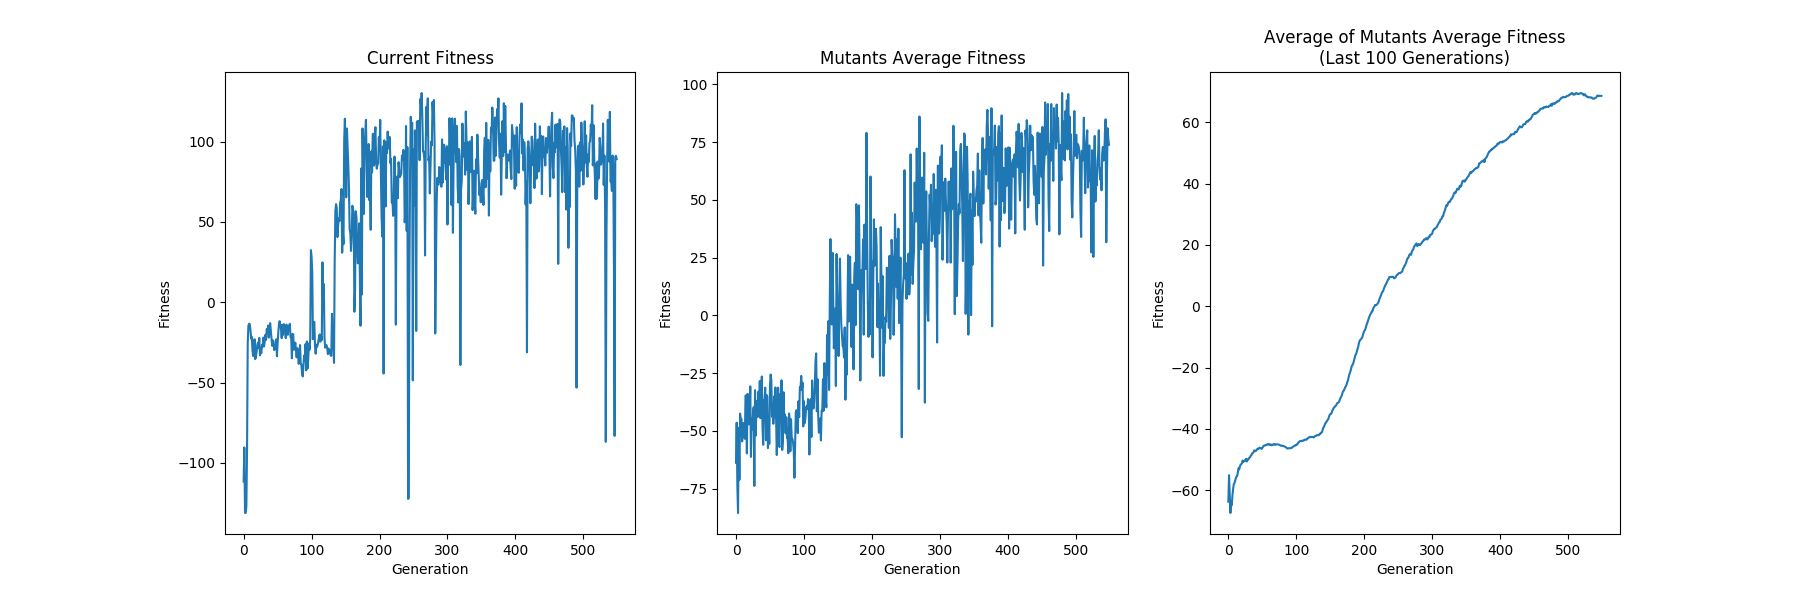 Current Fitness
Fitness
100
50
0
−50
−100
0 100 200 300 400 500
Generation
Mutants Average Fitness
Fitness
100
75
50
25
0
−25
−50
−75
0 100 200 300 400 500
Generation
Average of Mutants Average Fitness
(Last 100 Generations)
Fitness
60
40
20
0
−20
−40
−60
0 100 200 300 400 500
Generation